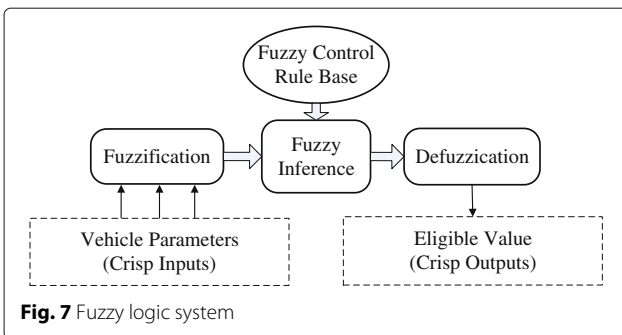 Fuzzy Control
Rule Base
Fuzzification
Fuzzy
Inference
Defuzzication
Vehicle Parameters
(Crisp Inputs)
Eligible Value
(Crisp Outputs)
Fig. 7 Fuzzy logic system